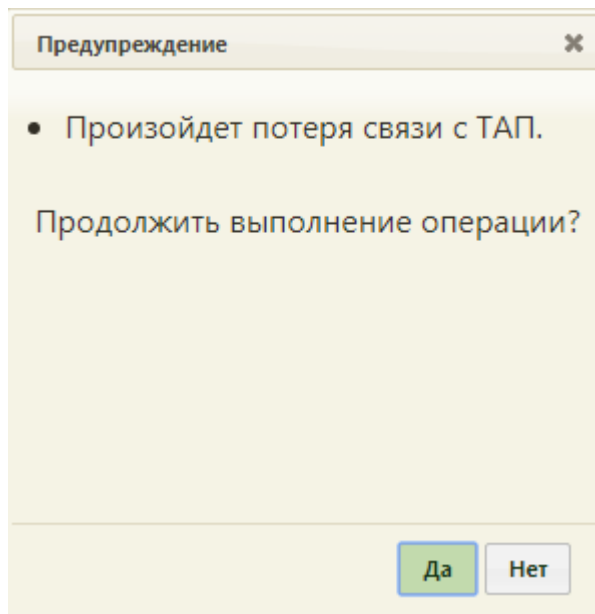 Предупреждение
• Произойдет потеря связи с ТАП.
Продолжить выполнение операции?
Да Нет